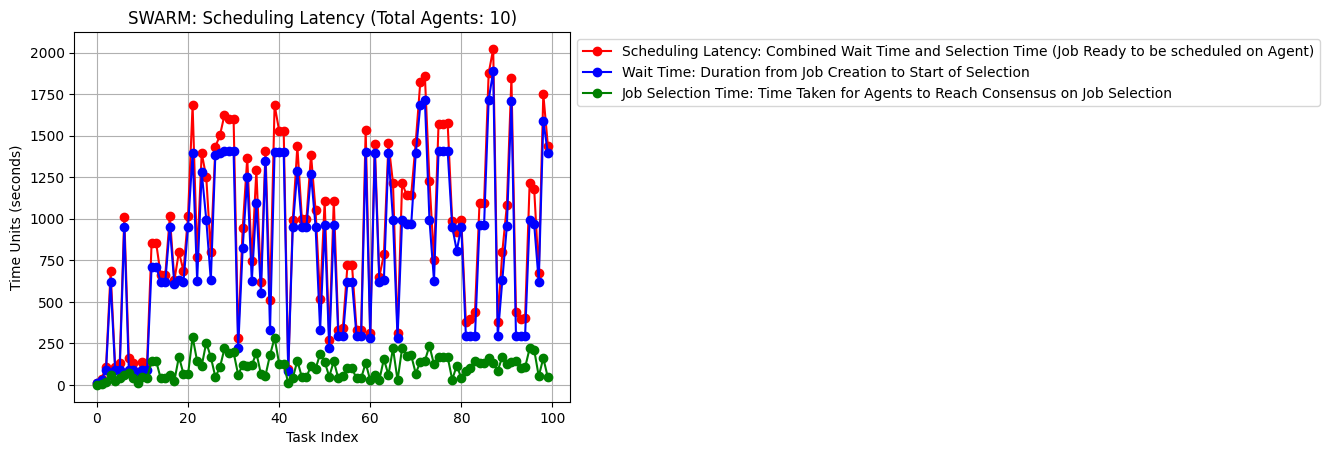 SWARM: Scheduling Latency (Total Agents: 10)
Scheduling Latency: Combined Wait Time and Selection Time (Job Ready to be scheduled on Agent)
Wait Time: Duration from Job Creation to Start of Selection
Job Selection Time: Time Taken for Agents to Reach Consensus on Job Selection
Time Units (seconds)
2000
1750
1500
1250
1000
750
500
250
0
0 20 40 60 80 100
Task Index